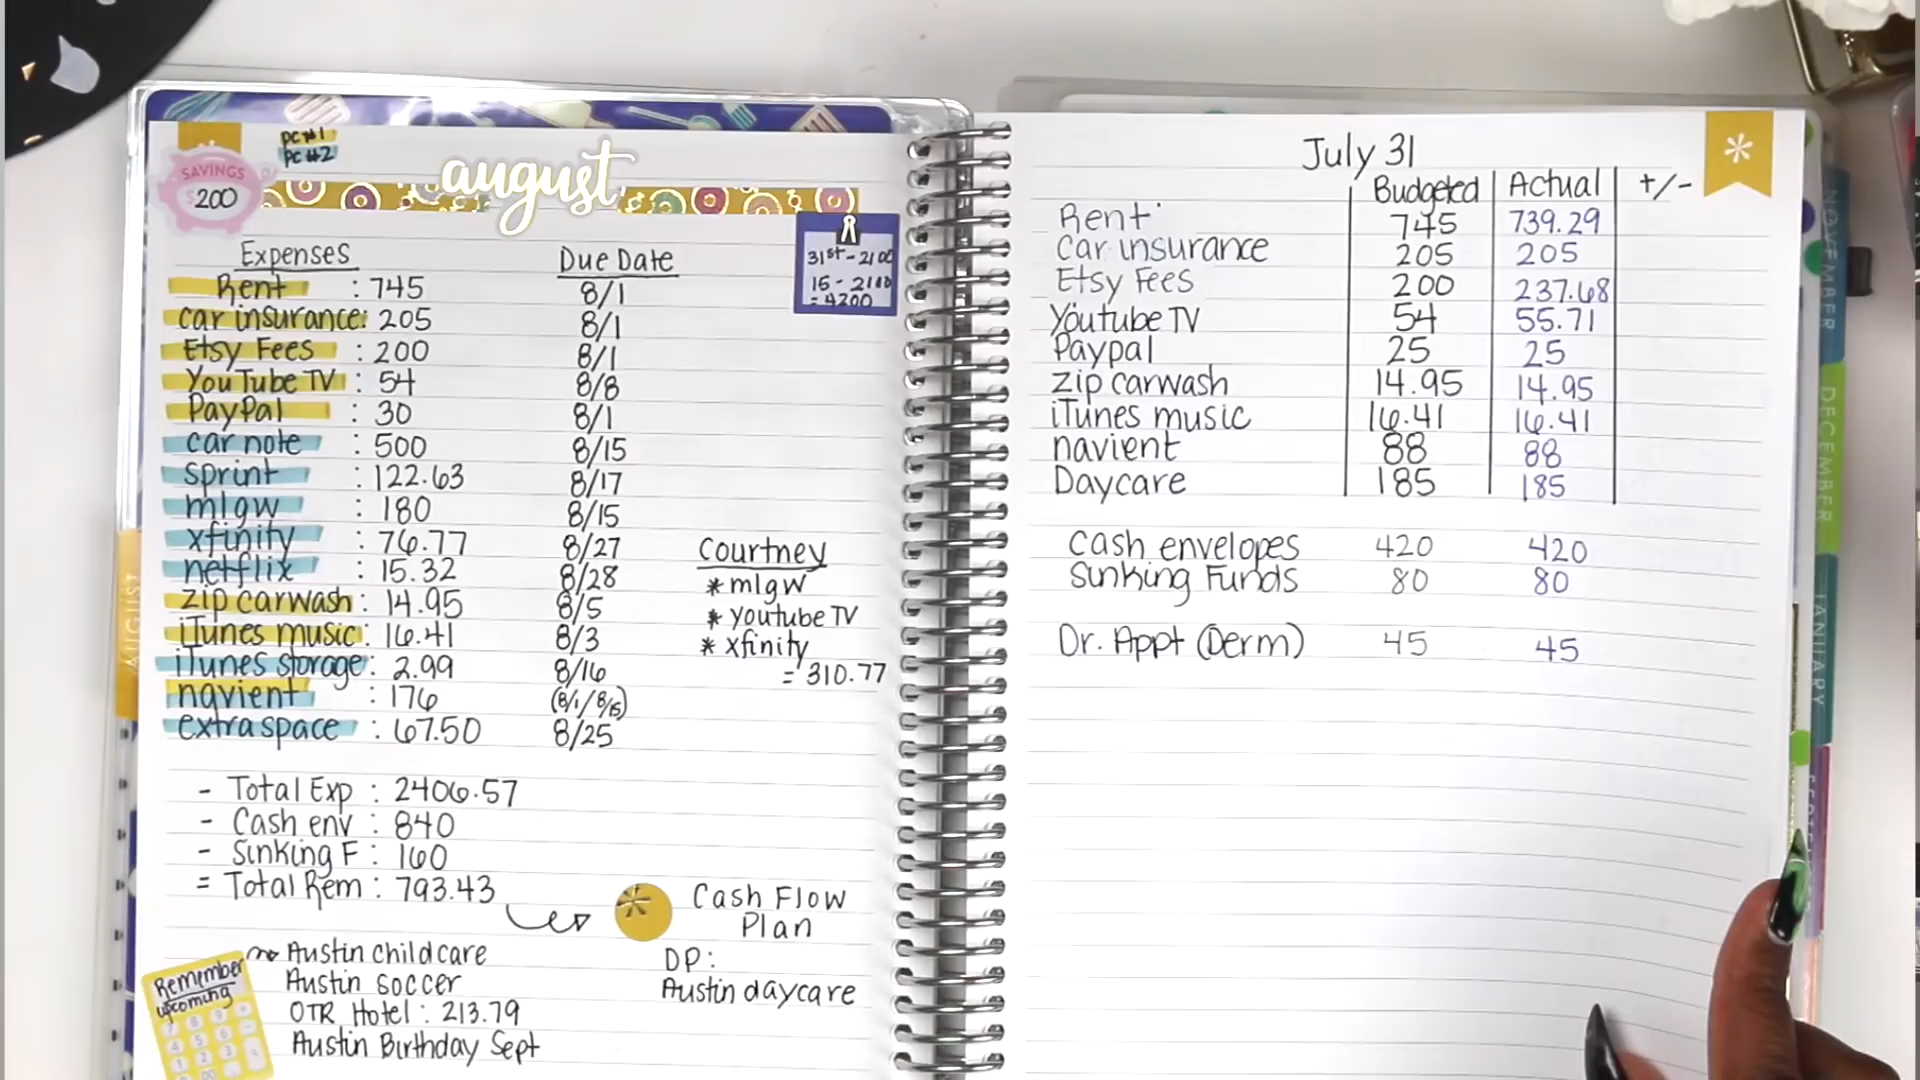 PC #1
PC #2
SAVINGS
$200
august
31st - 2100
15 - 2100
= 4200
Expenses Due Date
Rent : 745 8/1
car insurance: 205 8/1
Etsy Fees : 200 8/1
YouTube TV : 54 8/8
PayPal : 30 8/1
car note : 500 8/15
sprint : 122.63 8/17
mlgw : 180 8/15
xfinity : 76.77 8/27
netflix : 15.32 8/28
zip carwash : 14.95 8/5
iTunes music: 16.41 8/3
iTunes storage: 2.99 8/16
navient : 176 (8/1/8/15)
extraspace : 67.50 8/25
Courtney
* mlgw
* youtube TV
* xfinity
= 310.77
- Total Exp : 2406.57
- Cash env : 840
- Sinking F : 160
= Total Rem : 793.43
Cash Flow
Plan
DP:
Austin daycare
Remember
upcoming
Austin childcare
Austin soccer
OTR Hotel : 213.79
Austin Birthday Sept
July 31
Budgeted Actual +/-
Rent 745 739.29
Car insurance 205 205
Etsy Fees 200 237.68
Youtube TV 54 55.71
Paypal 25 25
zip carwash 14.95 14.95
iTunes music 16.41 16.41
navient 88 88
Daycare 185 185
Cash envelopes 420 420
Sinking Funds 80 80
Dr. Appt (Derm) 45 45
AUGUST
NOVEMBER
DECEMBER
JANUARY